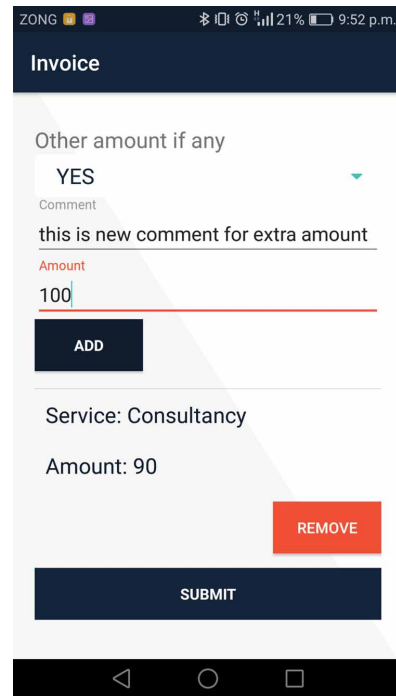 ZONG 21% 9:52 p.m.
Invoice
Other amount if any
YES
Comment
this is new comment for extra amount
Amount
100
ADD
Service: Consultancy
Amount: 90
REMOVE
SUBMIT